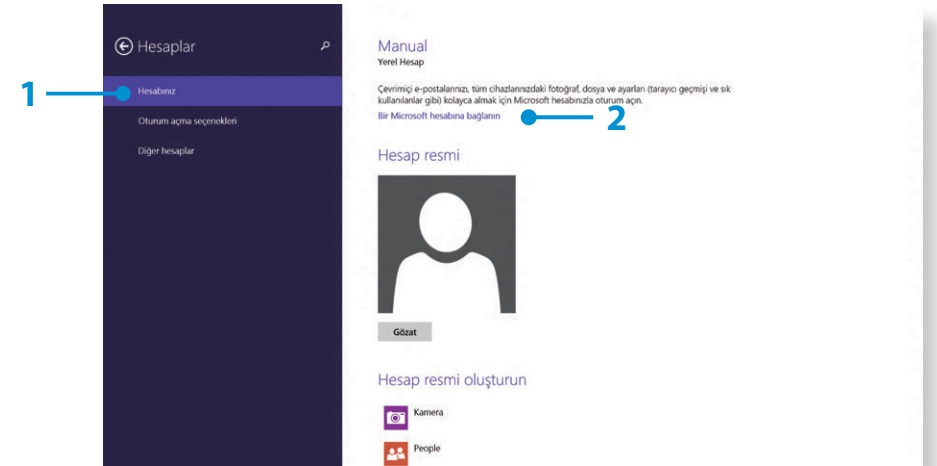 Hesaplar
1
Hesabınız
Oturum açma seçenekleri
Diğer hesaplar
Manual
Yerel Hesap
Çevrimiçi e-postalarınızı, tüm cihazlarınızdaki fotoğraf, dosya ve ayarları (tarayıcı geçmişi ve sık
kullanılanlar gibi) kolayca almak için Microsoft hesabınızla oturum açın.
Bir Microsoft hesabına bağlanın
2
Hesap resmi
Gözat
Hesap resmi oluşturun
Kamera
People